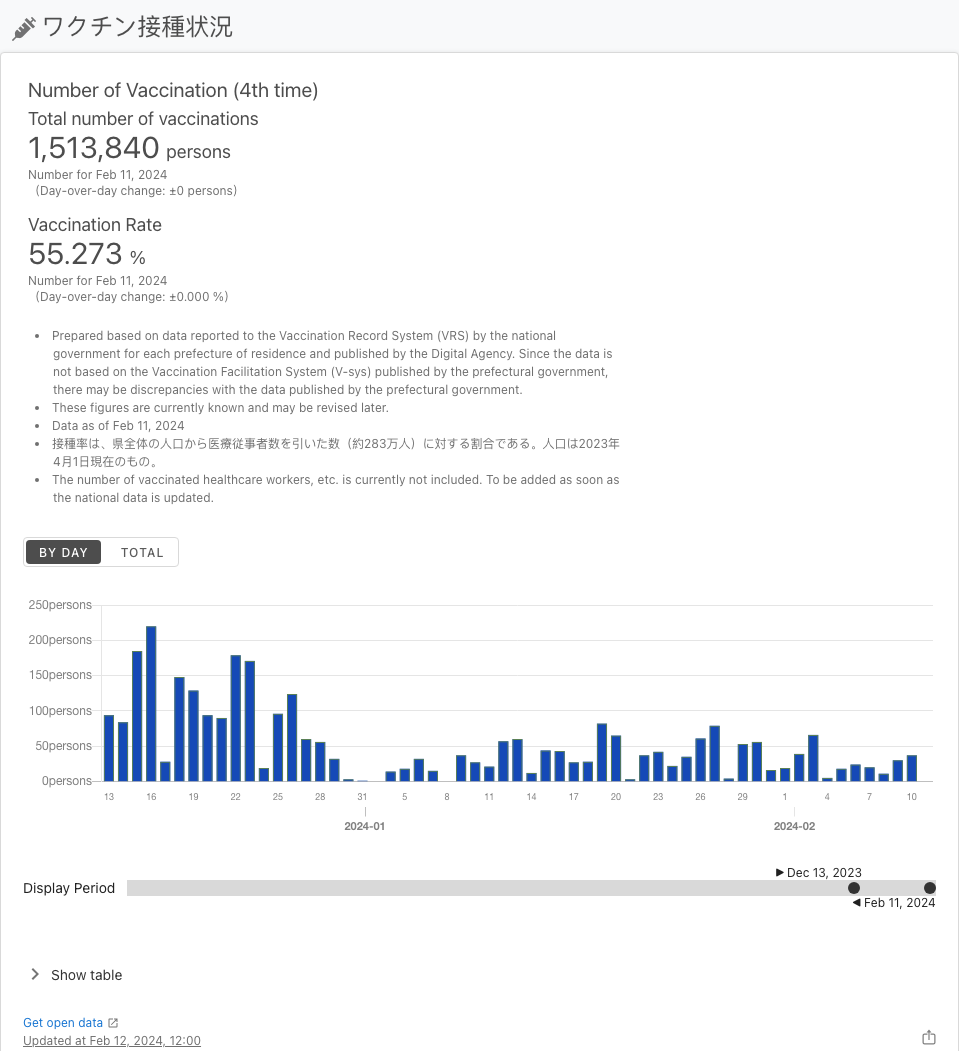 ワクチン接種状況
Number of Vaccination (4th time)
Total number of vaccinations
1,513,840 persons
Number for Feb 11, 2024
(Day-over-day change: ±0 persons)
Vaccination Rate
55.273 %
Number for Feb 11, 2024
(Day-over-day change: ±0.000 %)
• Prepared based on data reported to the Vaccination Record System (VRS) by the national
government for each prefecture of residence and published by the Digital Agency. Since the data is
not based on the Vaccination Facilitation System (V-sys) published by the prefectural government,
there may be discrepancies with the data published by the prefectural government.
• These figures are currently known and may be revised later.
• Data as of Feb 11, 2024
• 接種率は、県全体の人口から医療従事者数を引いた数（約283万人）に対する割合である。人口は2023年
4月1日現在のもの。
• The number of vaccinated healthcare workers, etc. is currently not included. To be added as soon as
the national data is updated.
BY DAY TOTAL
250persons
200persons
150persons
100persons
50persons
0persons
13 16 19 22 25 28 31 5 8 11 14 17 20 23 26 29 1 4 7 10
2024-01 2024-02
Dec 13, 2023
Display Period
Feb 11, 2024
Show table
Get open data
Updated at Feb 12, 2024, 12:00